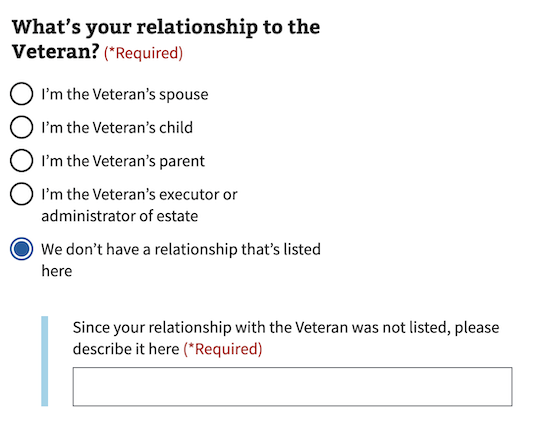 What’s your relationship to the
Veteran? (*Required)
I’m the Veteran’s spouse
I’m the Veteran’s child
I’m the Veteran’s parent
I’m the Veteran’s executor or
administrator of estate
We don’t have a relationship that’s listed
here
Since your relationship with the Veteran was not listed, please
describe it here (*Required)